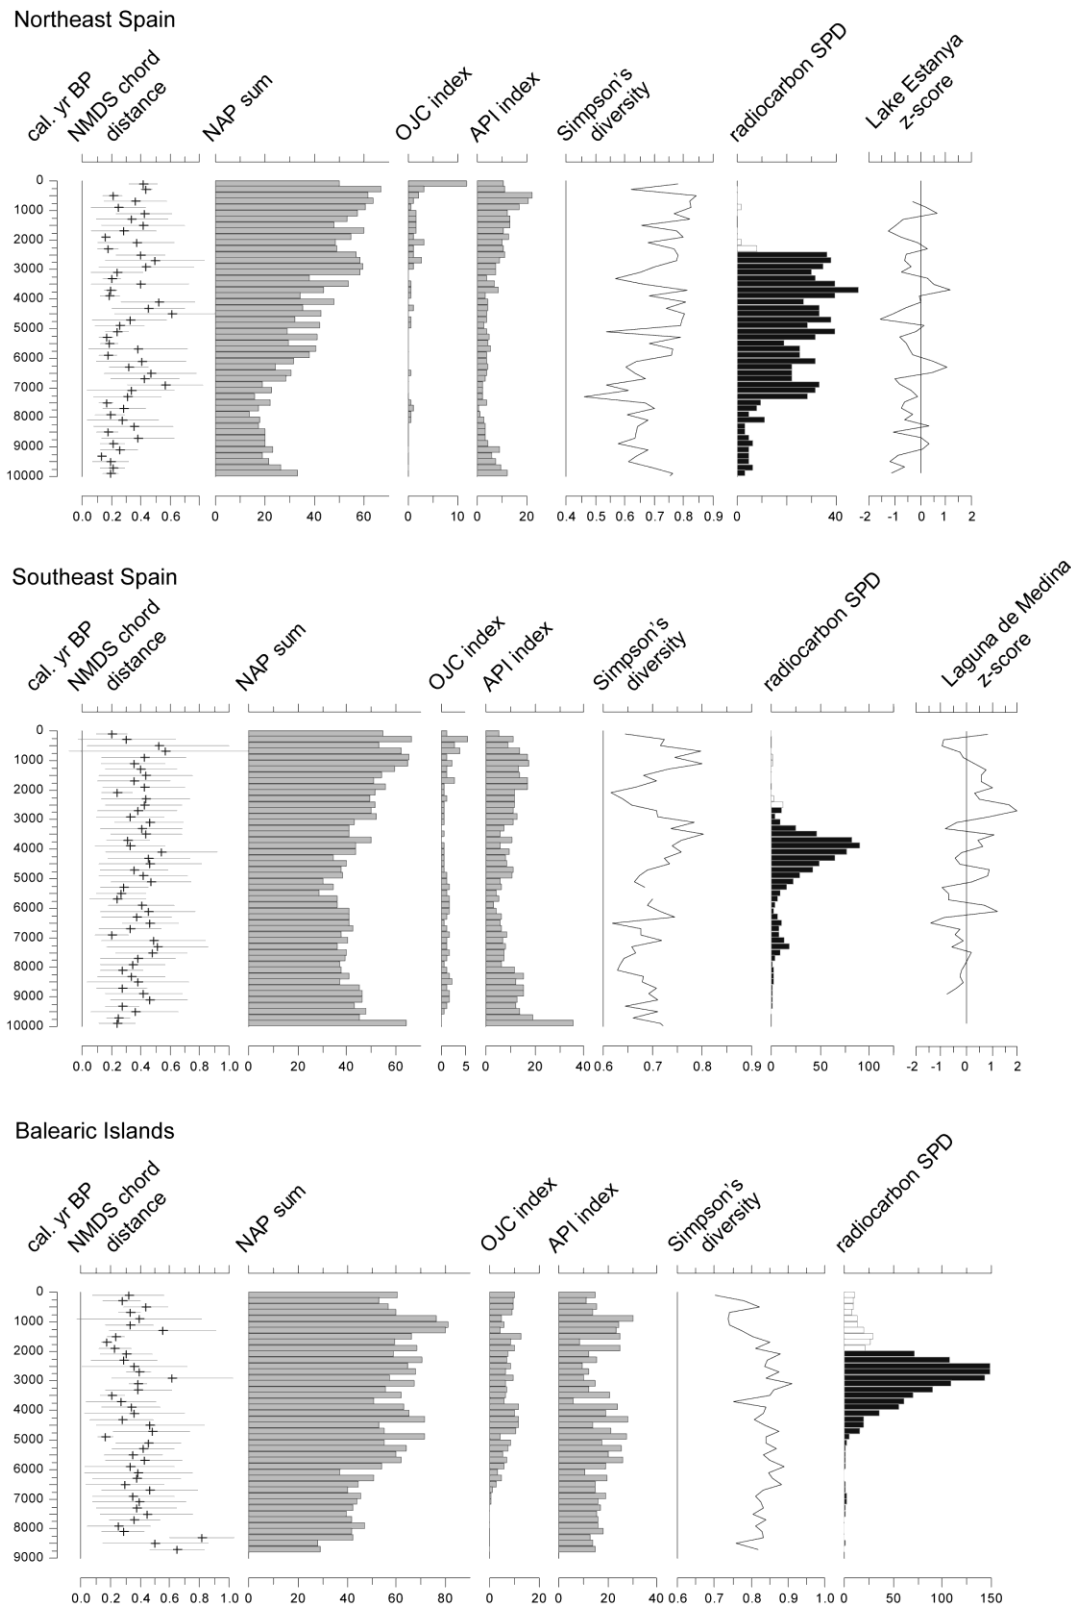 Northeast Spain
cal. yr BP
NMDS chord
distance
NAP sum
OJC index
API index
Simpson's
diversity
radiocarbon SPD
Lake Estanya
z-score
0
1000
2000
3000
4000
5000
6000
7000
8000
9000
10000
0.0 0.2 0.4 0.6 0 20 40 60 0 10 0 20 0.4 0.5 0.6 0.7 0.8 0.9 0 40 -2 -1 0 1 2
Southeast Spain
cal. yr BP
NMDS chord
distance
NAP sum
OJC index
API index
Simpson's
diversity
radiocarbon SPD
Laguna de Medina
z-score
0
1000
2000
3000
4000
5000
6000
7000
8000
9000
10000
0.0 0.2 0.4 0.6 0.8 1.0 0 20 40 60 0 5 0 20 40 0.6 0.7 0.8 0.9 0 50 100 -2 -1 0 1 2
Balearic Islands
cal. yr BP
NMDS chord
distance
NAP sum
OJC index
API index
Simpson's
diversity
radiocarbon SPD
0
1000
2000
3000
4000
5000
6000
7000
8000
9000
0.0 0.2 0.4 0.6 0.8 1.0 0 20 40 60 80 0 20 0 20 40 0.6 0.7 0.8 0.9 1.0 0 50 100 150